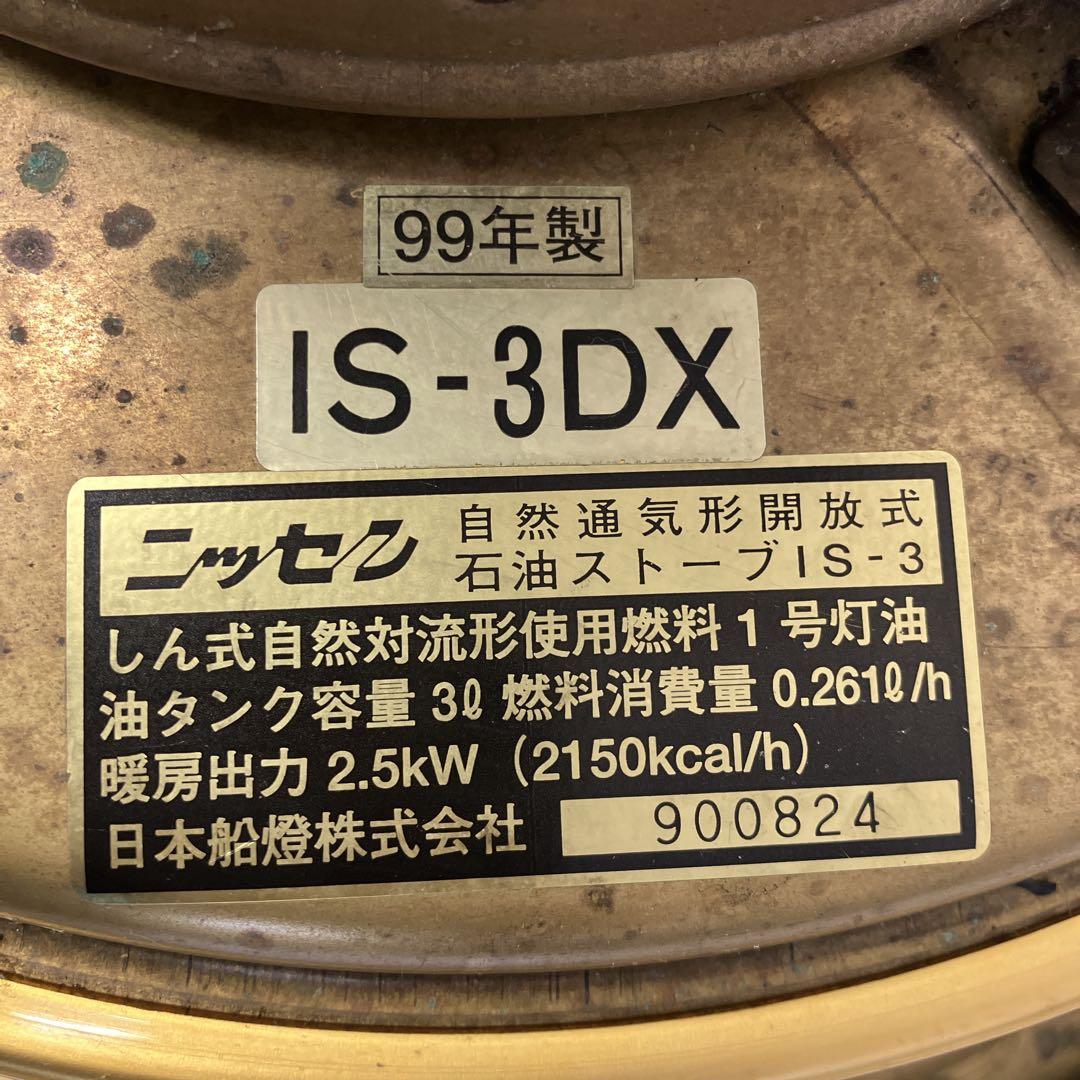 99年製
IS-3DX
ニッセン 自然通気形開放式
石油ストーブIS-3
しん式自然対流形使用燃料1号灯油
油タンク容量 3ℓ 燃料消費量 0.261ℓ/h
暖房出力 2.5kW (2150kcal/h)
日本船燈株式会社 900824